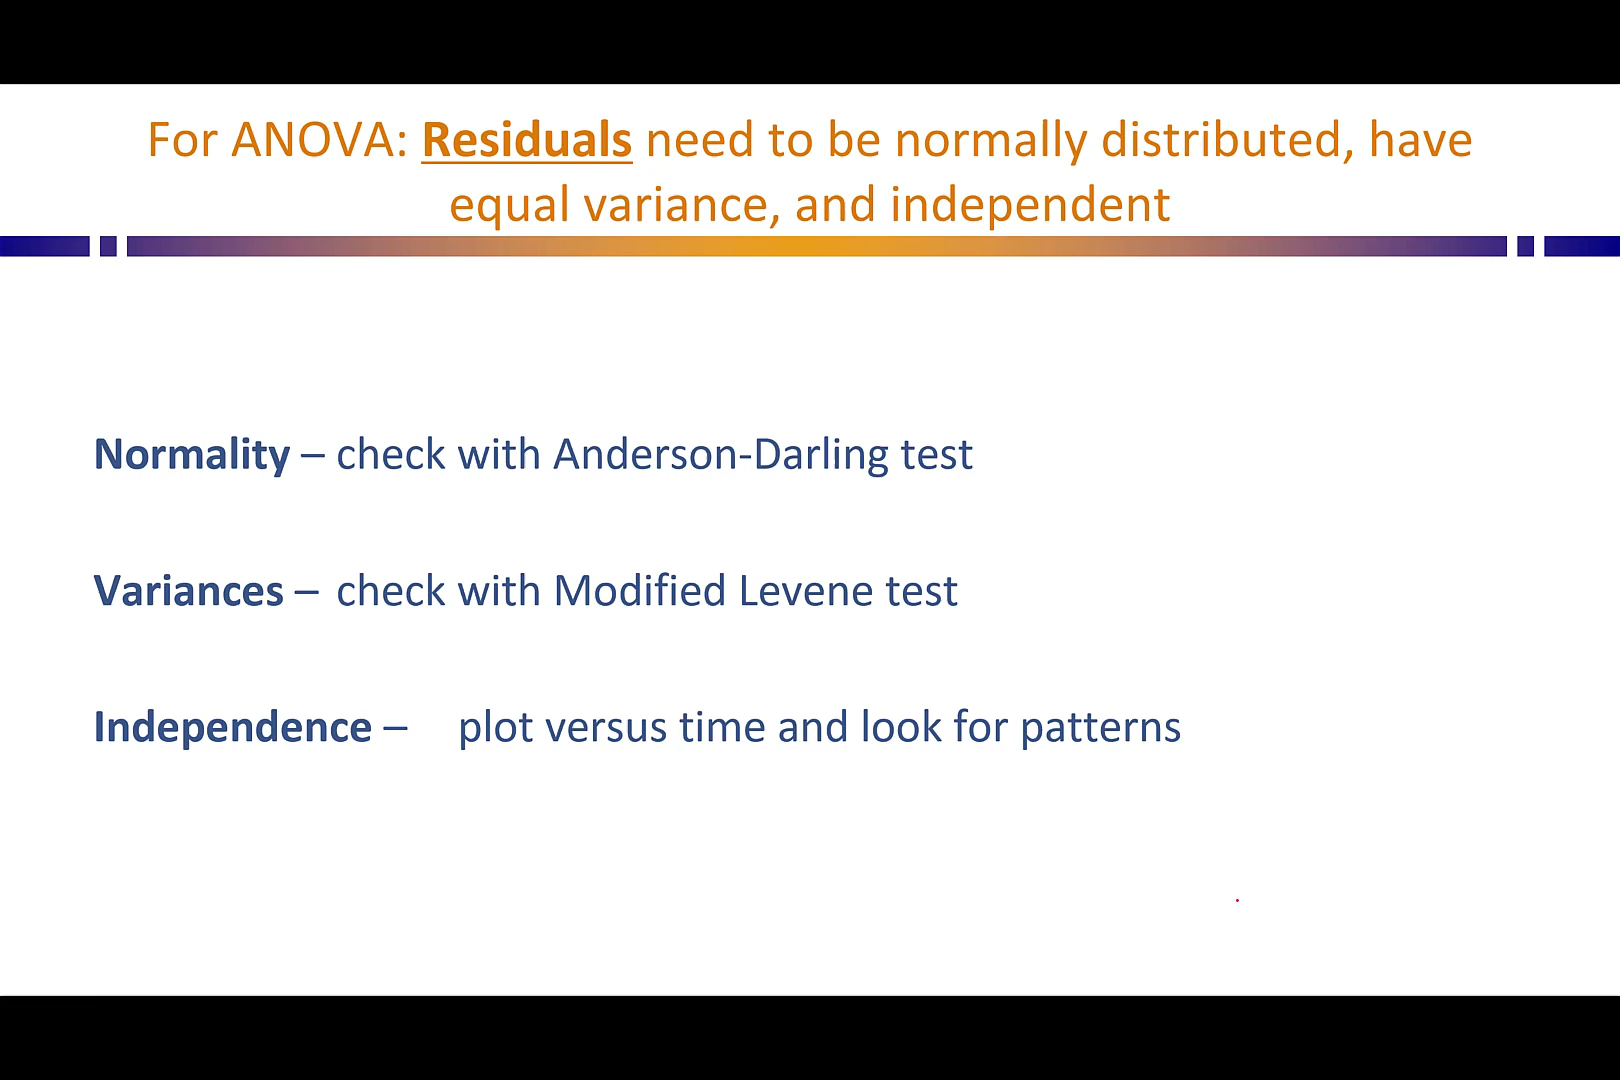 For ANOVA: Residuals need to be normally distributed, have
equal variance, and independent
Normality – check with Anderson-Darling test
Variances – check with Modified Levene test
Independence – plot versus time and look for patterns